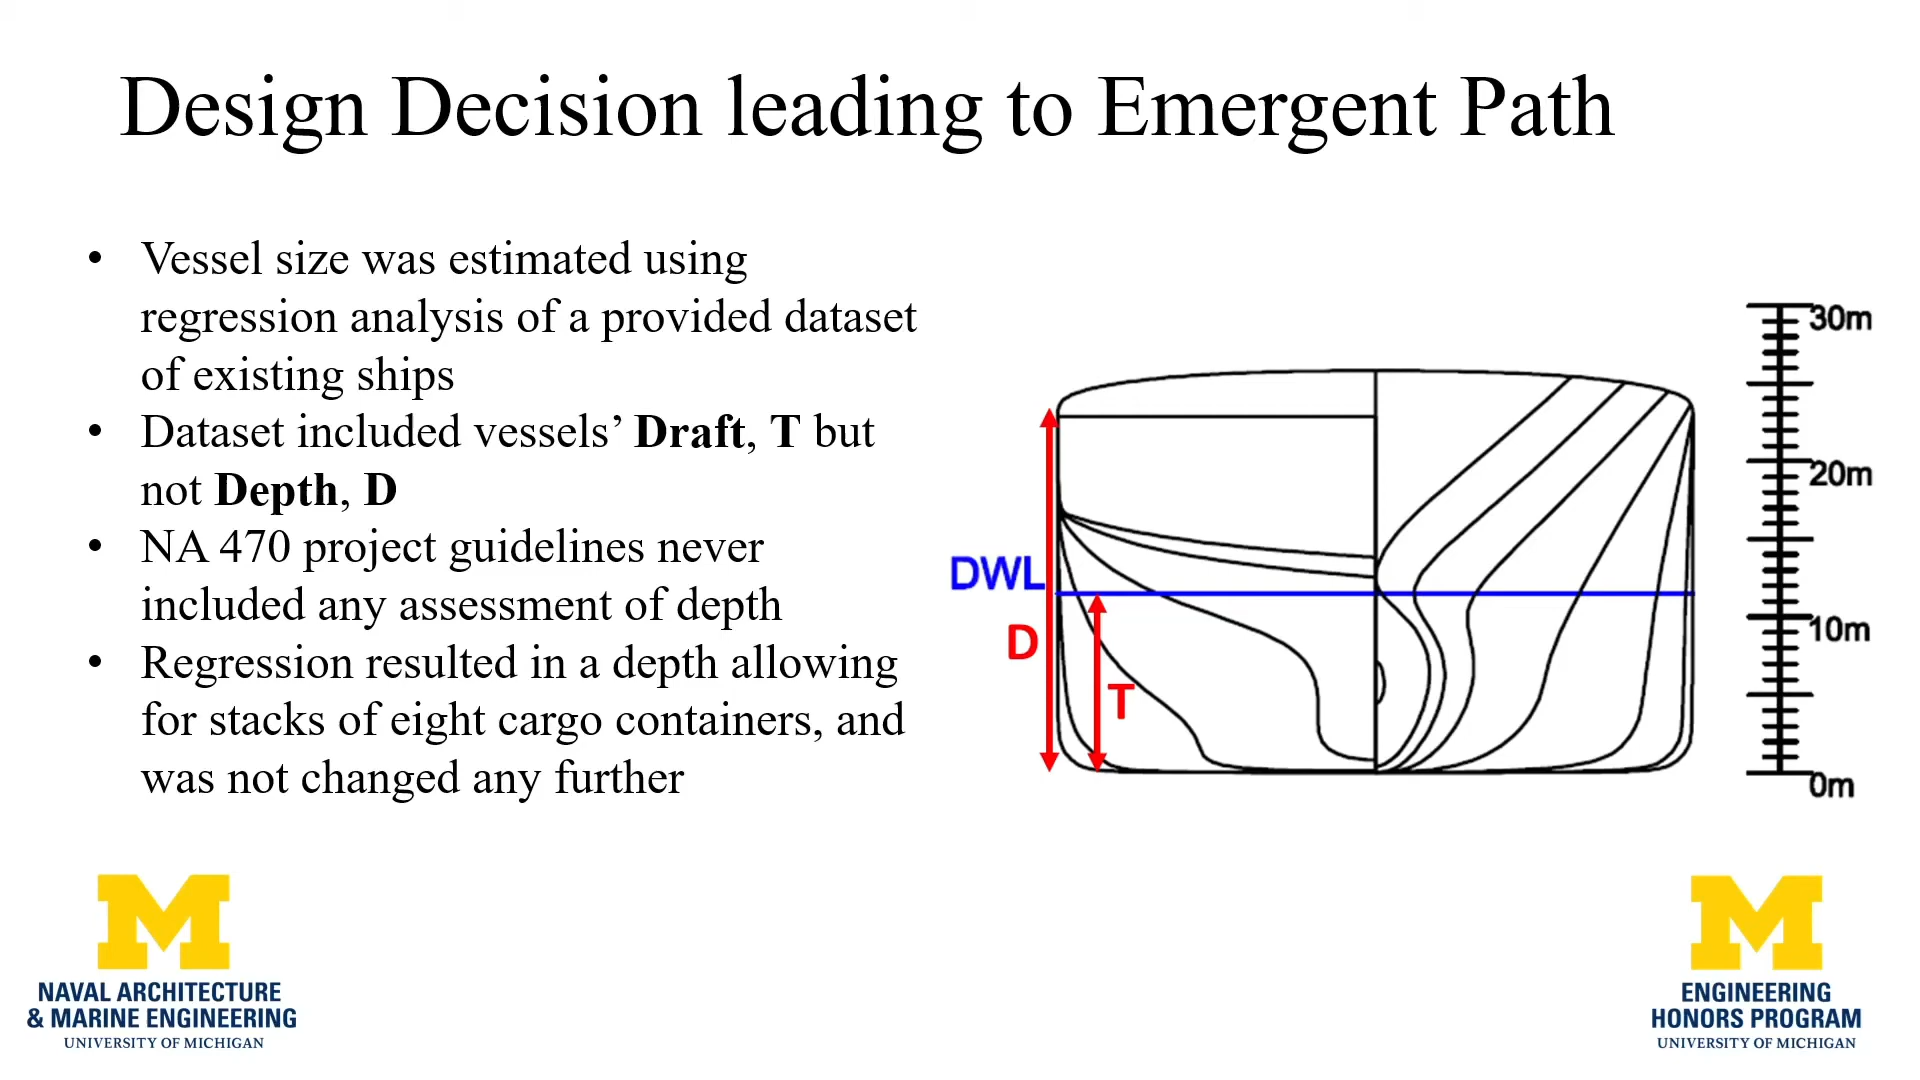 Design Decision leading to Emergent Path
• Vessel size was estimated using
regression analysis of a provided dataset
of existing ships
• Dataset included vessels’ Draft, T but
not Depth, D
• NA 470 project guidelines never
included any assessment of depth
• Regression resulted in a depth allowing
for stacks of eight cargo containers, and
was not changed any further
30m
20m
DWL
D
10m
T
0m
M
NAVAL ARCHITECTURE
& MARINE ENGINEERING
UNIVERSITY OF MICHIGAN
M
ENGINEERING
HONORS PROGRAM
UNIVERSITY OF MICHIGAN